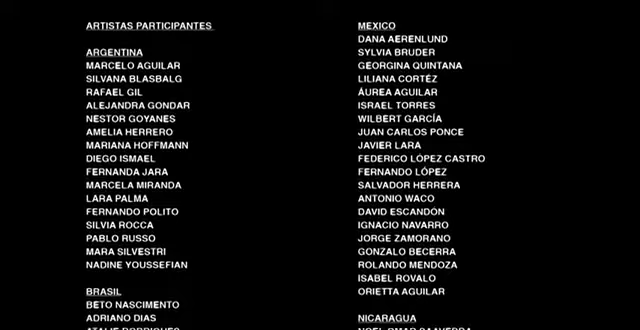 ARTISTAS PARTICIPANTES
ARGENTINA
MARCELO AGUILAR
SILVANA BLASBALG
RAFAEL GIL
ALEJANDRA GONDAR
NESTOR GOYANES
AMELIA HERRERO
MARIANA HOFFMANN
DIEGO ISMAEL
FERNANDA JARA
MARCELA MIRANDA
LARA PALMA
FERNANDO POLITO
SILVIA ROCCA
PABLO RUSSO
MARA SILVESTRI
NADINE YOUSSEFIAN
BRASIL
BETO NASCIMENTO
ADRIANO DIAS
MEXICO
DANA AERENLUND
SYLVIA BRUDER
GEORGINA QUINTANA
LILIANA CORTÉZ
ÁUREA AGUILAR
ISRAEL TORRES
WILBERT GARCÍA
JUAN CARLOS PONCE
JAVIER LARA
FEDERICO LÓPEZ CASTRO
FERNANDO LÓPEZ
SALVADOR HERRERA
ANTONIO WACO
DAVID ESCANDÓN
IGNACIO NAVARRO
JORGE ZAMORANO
GONZALO BECERRA
ROLANDO MENDOZA
ISABEL ROVALO
ORIETTA AGUILAR
NICARAGUA